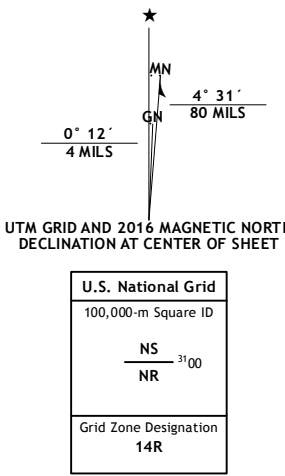 ★
MN
GN
4° 31´
80 MILS
0° 12´
4 MILS
UTM GRID AND 2016 MAGNETIC NORTH
DECLINATION AT CENTER OF SHEET
U.S. National Grid
100,000-m Square ID
NS
3100
NR
Grid Zone Designation
14R